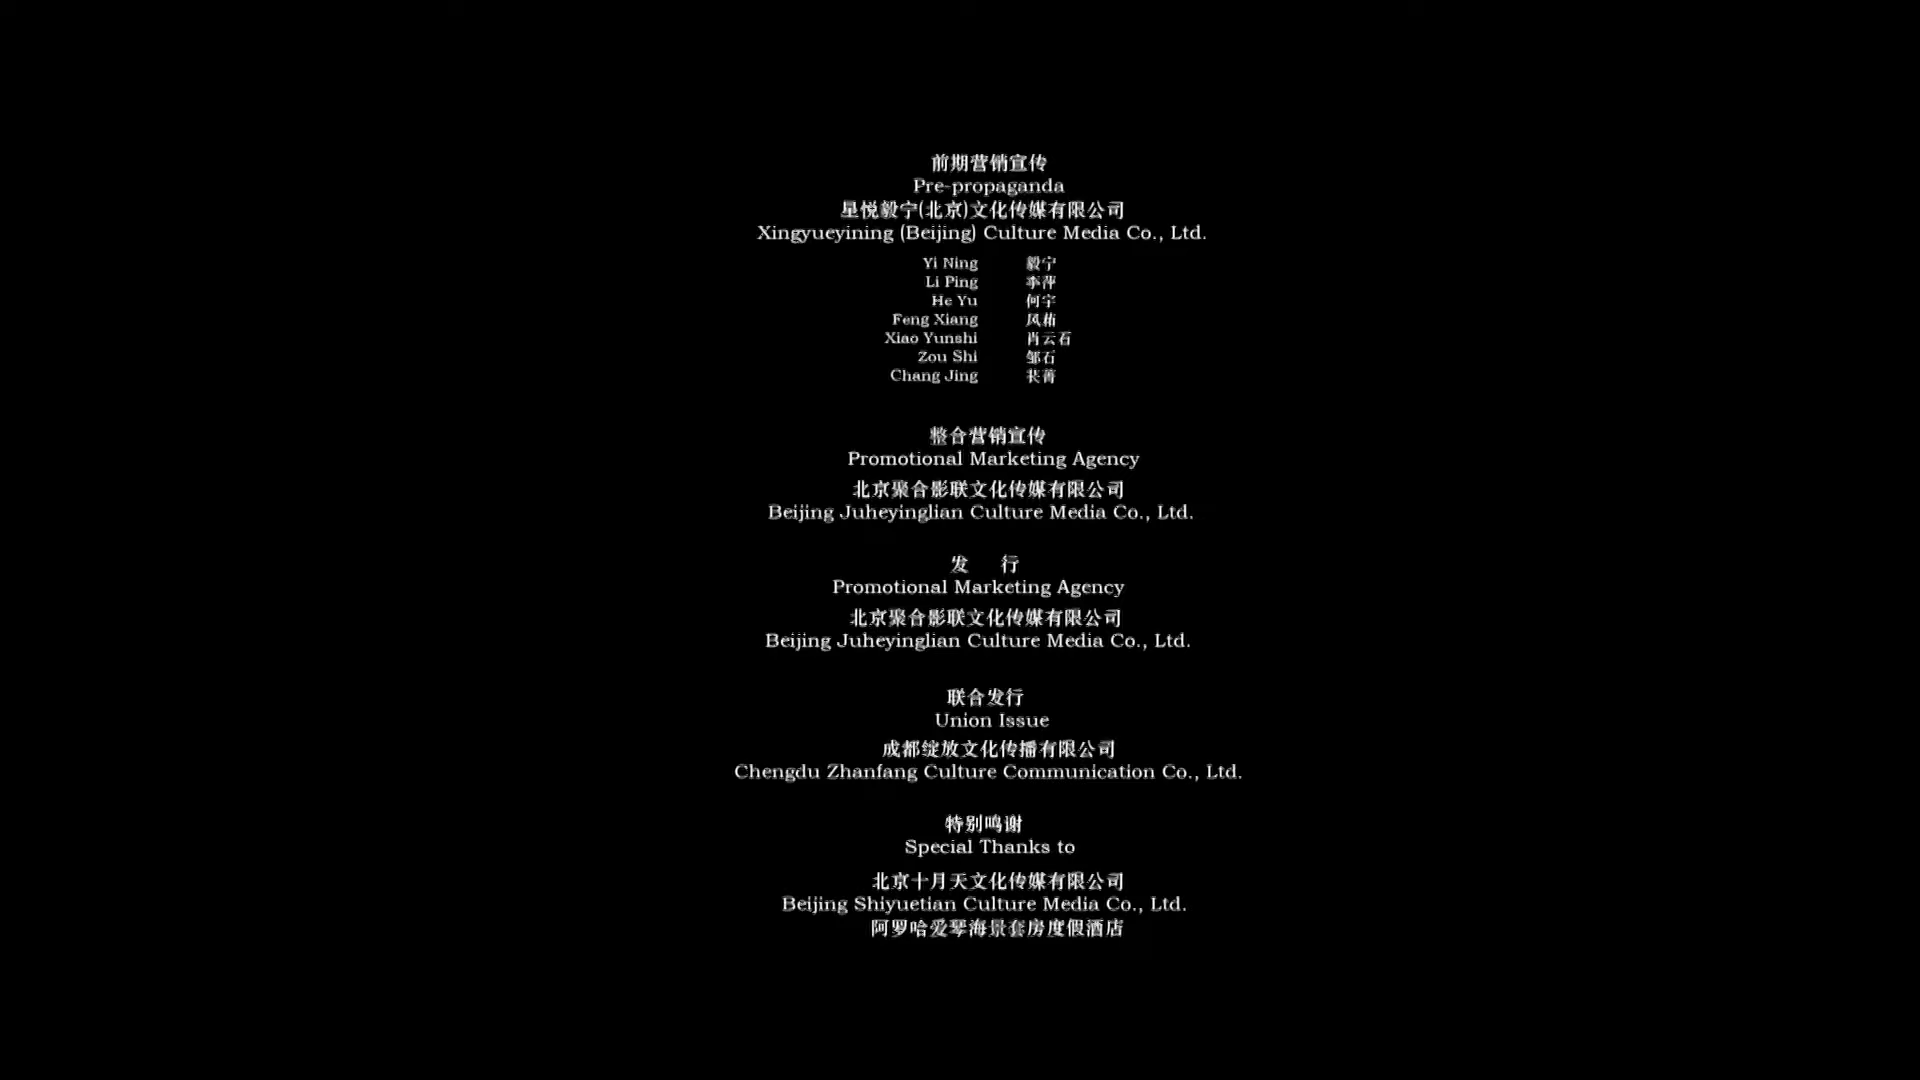 前期营销宣传
Pre-propaganda
星悦毅宁(北京)文化传媒有限公司
Xingyueyining (Beijing) Culture Media Co., Ltd.
Yi Ning 毅宁
Li Ping 李萍
He Yu 何宇
Feng Xiang
Xiao Yunshi 肖云石
Zou Shi 邹石
Chang Jing
整合营销宣传
Promotional Marketing Agency
北京聚合影联文化传媒有限公司
Beijing Juheyinglian Culture Media Co., Ltd.
发 行
Promotional Marketing Agency
北京聚合影联文化传媒有限公司
Beijing Juheyinglian Culture Media Co., Ltd.
联合发行
Union Issue
成都绽放文化传播有限公司
Chengdu Zhanfang Culture Communication Co., Ltd.
特别鸣谢
Special Thanks to
北京十月天文化传媒有限公司
Beijing Shiyuetian Culture Media Co., Ltd.
阿罗哈爱琴海景套房度假酒店